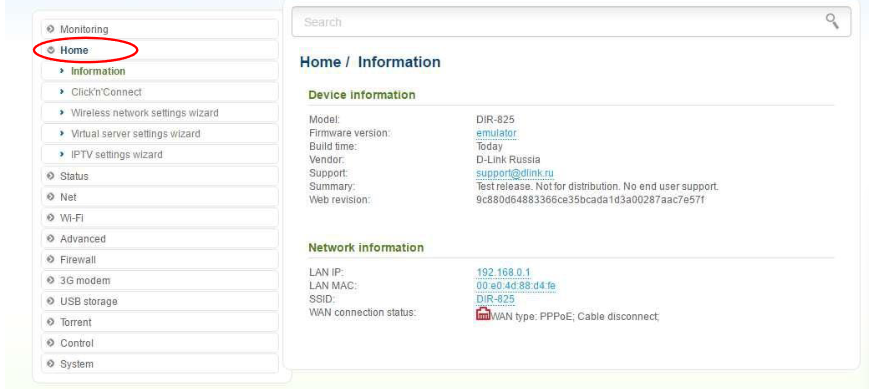 Search
Monitoring
Home
Information
Click'n'Connect
Wireless network settings wizard
Virtual server settings wizard
IPTV settings wizard
Status
Net
Wi-Fi
Advanced
Firewall
3G modem
USB storage
Torrent
Control
System
Home / Information
Device information
Model: DIR-825
Firmware version: emulator
Build time: Today
Vendor: D-Link Russia
Support: support@dlink.ru
Summary: Test release. Not for distribution. No end user support.
Web revision: 9c880d64883366ce35bcada1d3a00287aac7e57f
Network information
LAN IP: 192.168.0.1
LAN MAC: 00:e0:4d:88:d4:fe
SSID: DIR-825
WAN connection status: WAN type: PPPoE; Cable disconnect;